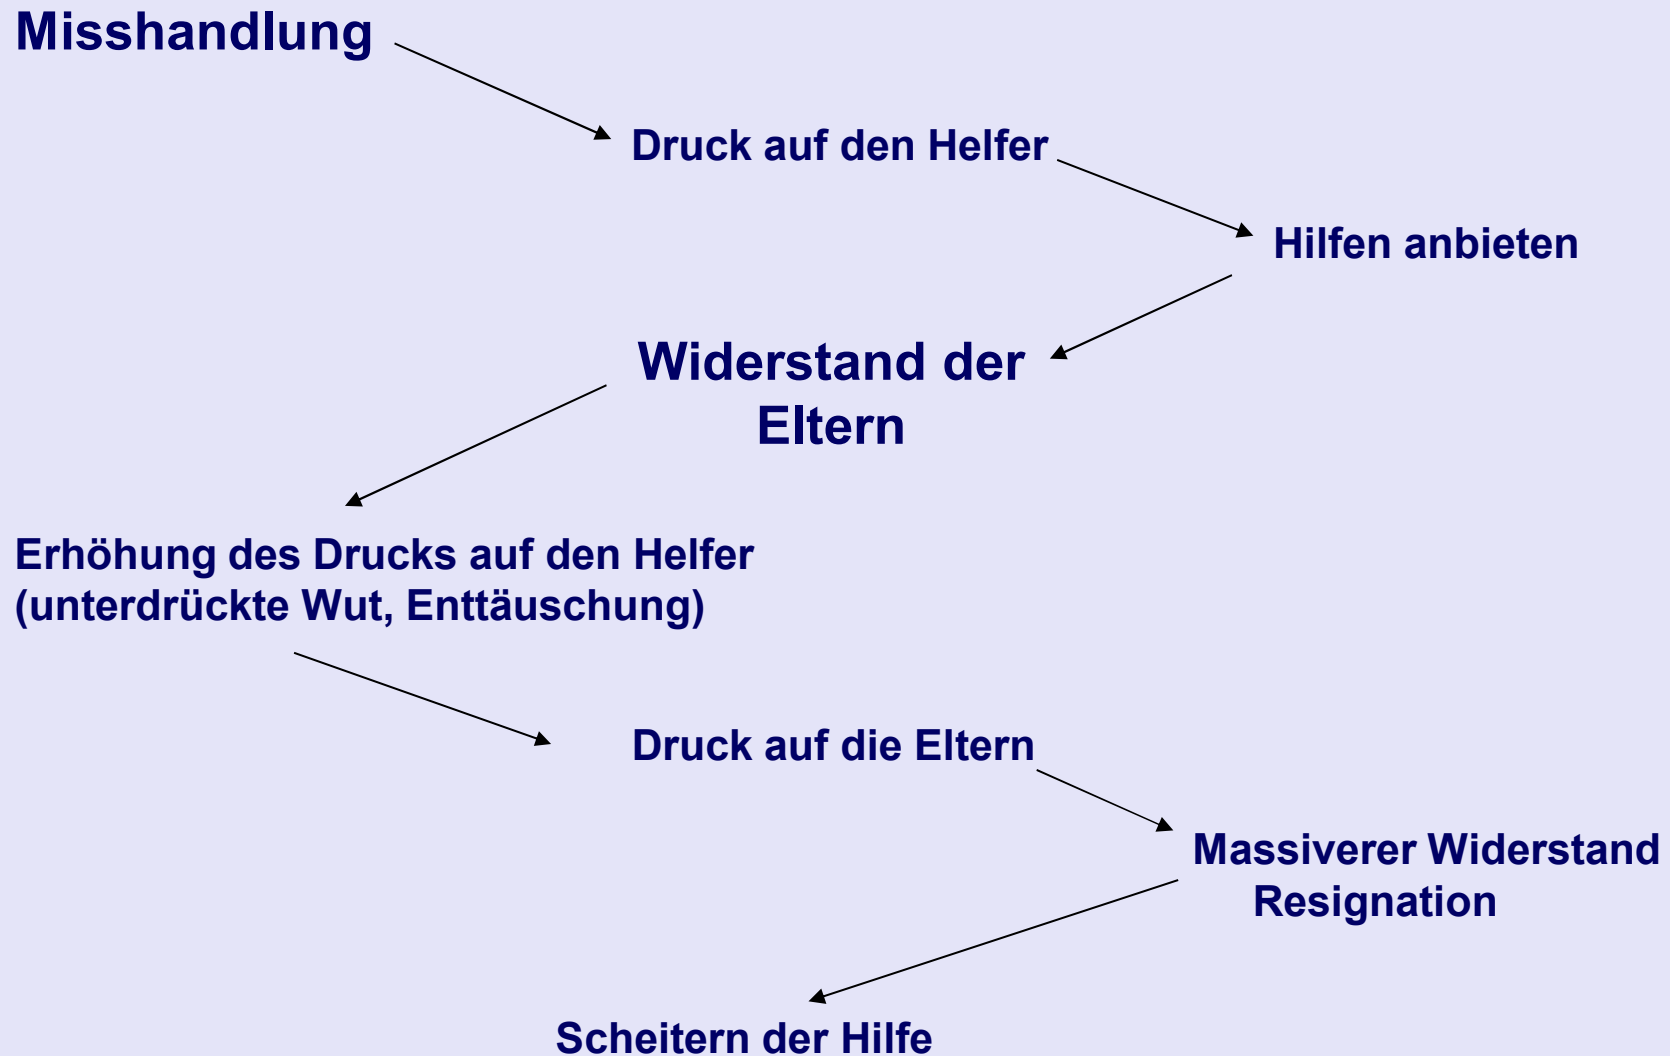 Misshandlung
Druck auf den Helfer
Hilfen anbieten
Widerstand der
Eltern
Erhöhung des Drucks auf den Helfer
(unterdrückte Wut, Enttäuschung)
Druck auf die Eltern
Massiverer Widerstand
Resignation
Scheitern der Hilfe